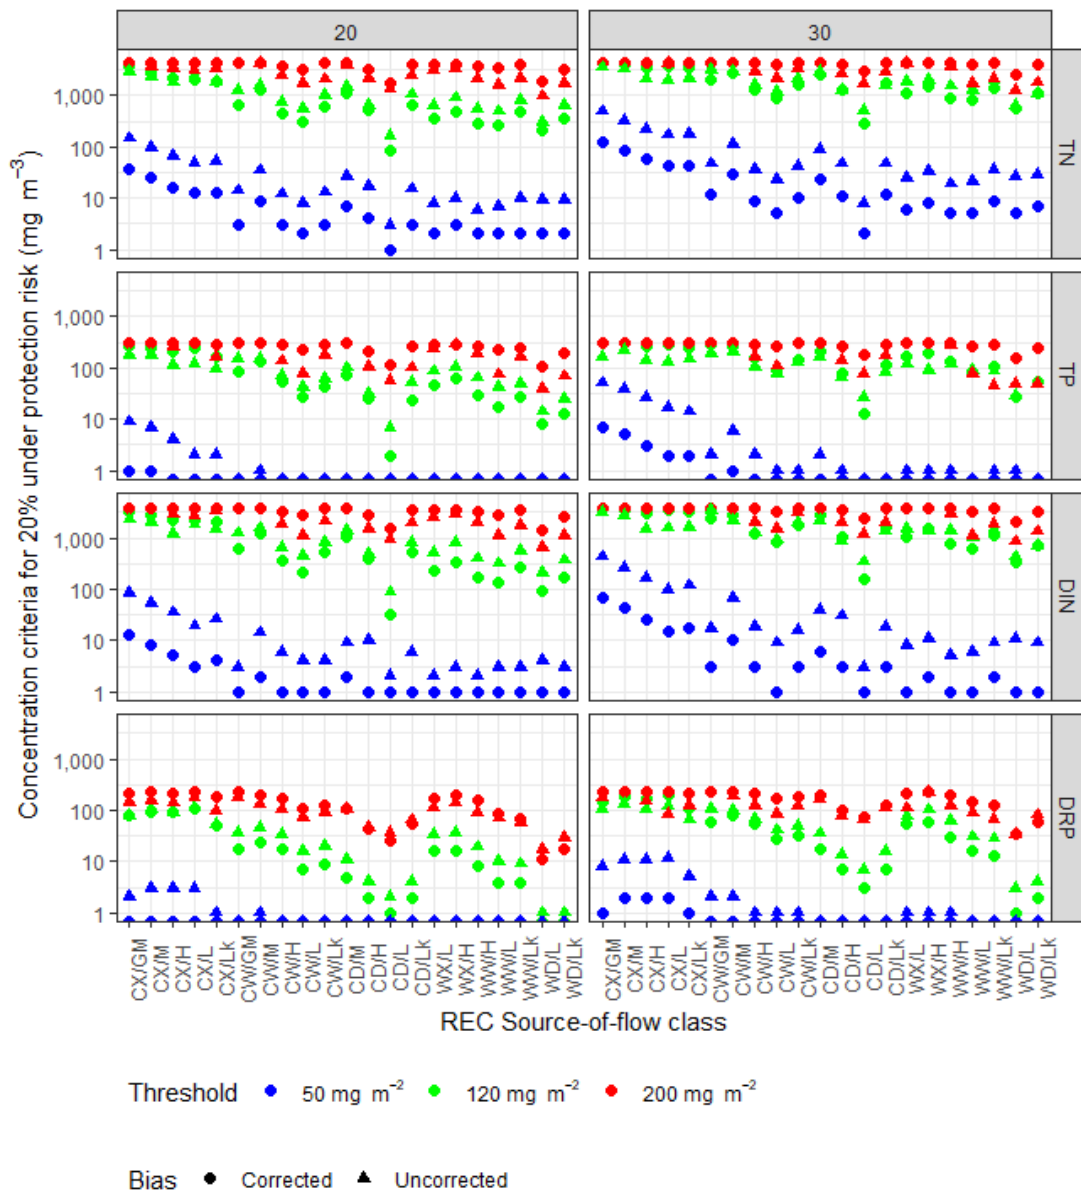 20 30
Concentration criteria for 20% under protection risk (mg m⁻³)
1,000
100
10
1
TN
1,000
100
10
1
TP
1,000
100
10
1
DIN
1,000
100
10
1
DRP
CX/GM CX/M CX/H CX/L CX/Lk CW/GM CW/M CW/H CW/L CW/Lk CD/M CD/H CD/L CD/Lk WX/L WX/H WW/H WW/L WW/Lk WD/L WD/Lk
CX/GM CX/M CX/H CX/L CX/Lk CW/GM CW/M CW/H CW/L CW/Lk CD/M CD/H CD/L CD/Lk WX/L WX/H WW/H WW/L WW/Lk WD/L WD/Lk
REC Source-of-flow class
Threshold 50 mg m⁻² 120 mg m⁻² 200 mg m⁻²
Bias Corrected Uncorrected